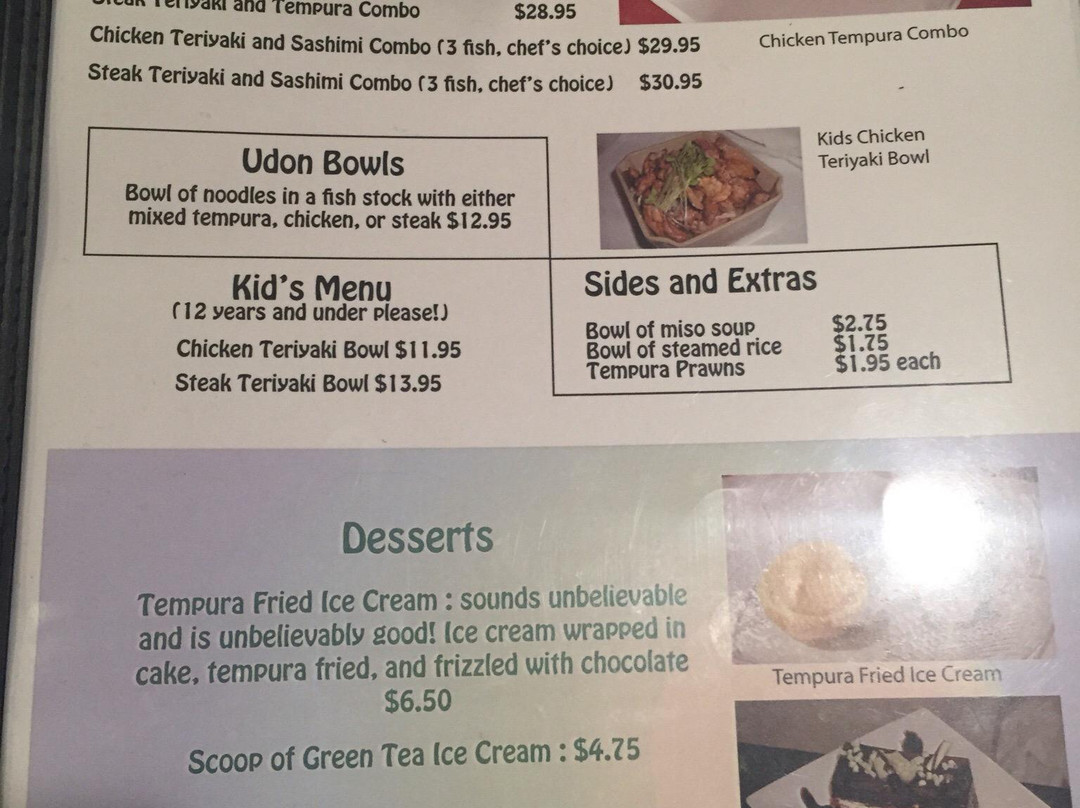 Steak Teriyaki and Tempura Combo $28.95
Chicken Teriyaki and Sashimi Combo (3 fish, chef's choice) $29.95
Chicken Tempura Combo
Steak Teriyaki and Sashimi Combo (3 fish, chef's choice) $30.95
Udon Bowls
Bowl of noodles in a fish stock with either
mixed tempura, chicken, or steak $12.95
Kids Chicken
Teriyaki Bowl
Kid's Menu
(12 years and under please!)
Chicken Teriyaki Bowl $11.95
Steak Teriyaki Bowl $13.95
Sides and Extras
Bowl of miso soup $2.75
Bowl of steamed rice $1.75
Tempura Prawns $1.95 each
Desserts
Tempura Fried Ice Cream : sounds unbelievable
and is unbelievably good! Ice cream wrapped in
cake, tempura fried, and frizzled with chocolate
$6.50
Tempura Fried Ice Cream
Scoop of Green Tea Ice Cream : $4.75